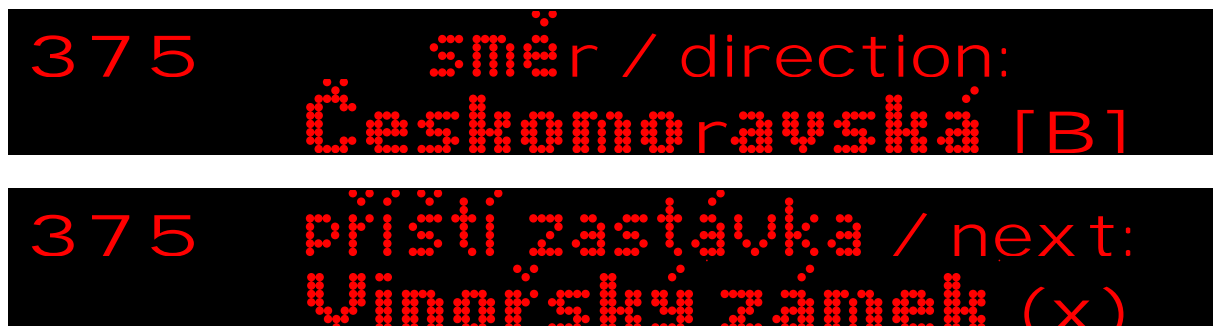 375 směr / direction:
Českomoravská [B]
375 příští zastávka / next:
Vinořský zámek (x)